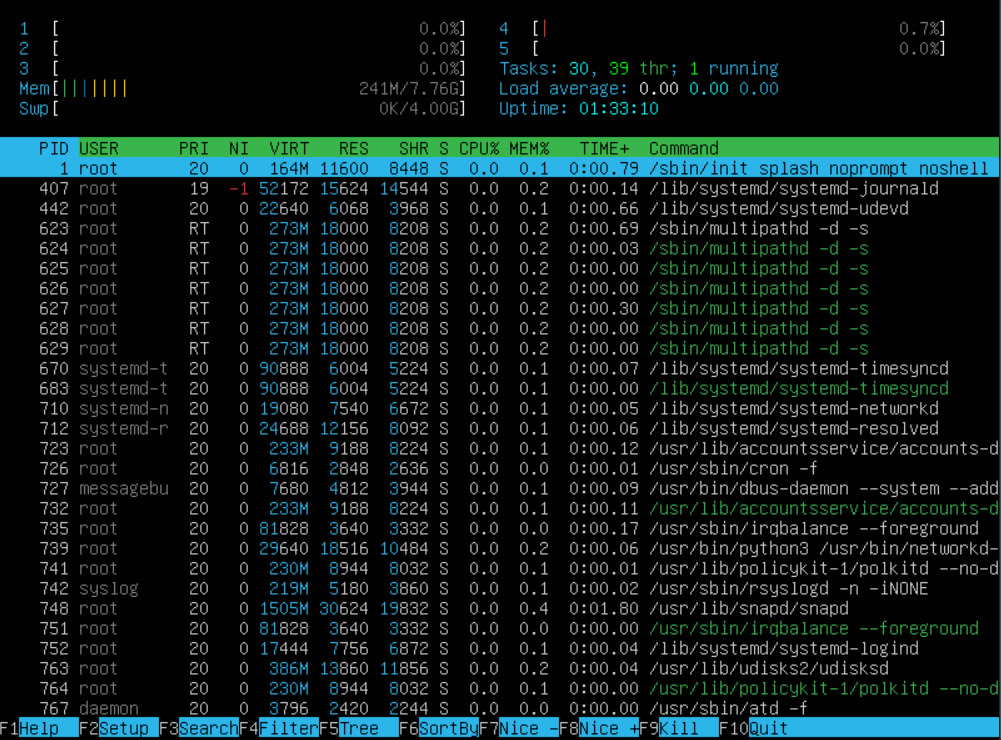 1 [ 0.0%] 4 [| 0.7%]
2 [ 0.0%] 5 [ 0.0%]
3 [ 0.0%] Tasks: 30, 39 thr; 1 running
Mem[||||||| 241M/7.76G] Load average: 0.00 0.00 0.00
Swp[ 0K/4.00G] Uptime: 01:33:10
PID USER PRI NI VIRT RES SHR S CPU% MEM% TIME+ Command
1 root 20 0 164M 11600 8448 S 0.0 0.1 0:00.79 /sbin/init splash noprompt noshell
407 root 19 -1 52172 15624 14544 S 0.0 0.2 0:00.14 /lib/systemd/systemd-journald
442 root 20 0 22640 6068 3968 S 0.0 0.1 0:00.66 /lib/systemd/systemd-udevd
623 root RT 0 273M 18000 8208 S 0.0 0.2 0:00.69 /sbin/multipathd -d -s
624 root RT 0 273M 18000 8208 S 0.0 0.2 0:00.03 /sbin/multipathd -d -s
625 root RT 0 273M 18000 8208 S 0.0 0.2 0:00.00 /sbin/multipathd -d -s
626 root RT 0 273M 18000 8208 S 0.0 0.2 0:00.00 /sbin/multipathd -d -s
627 root RT 0 273M 18000 8208 S 0.0 0.2 0:00.30 /sbin/multipathd -d -s
628 root RT 0 273M 18000 8208 S 0.0 0.2 0:00.00 /sbin/multipathd -d -s
629 root RT 0 273M 18000 8208 S 0.0 0.2 0:00.00 /sbin/multipathd -d -s
670 systemd-t 20 0 90888 6004 5224 S 0.0 0.1 0:00.07 /lib/systemd/systemd-timesyncd
683 systemd-t 20 0 90888 6004 5224 S 0.0 0.1 0:00.00 /lib/systemd/systemd-timesyncd
710 systemd-n 20 0 19080 7540 6672 S 0.0 0.1 0:00.05 /lib/systemd/systemd-networkd
712 systemd-r 20 0 24688 12156 8092 S 0.0 0.1 0:00.06 /lib/systemd/systemd-resolved
723 root 20 0 233M 9188 8224 S 0.0 0.1 0:00.12 /usr/lib/accountsservice/accounts-d
726 root 20 0 6816 2848 2636 S 0.0 0.0 0:00.01 /usr/sbin/cron -f
727 messagebu 20 0 7680 4812 3944 S 0.0 0.1 0:00.09 /usr/bin/dbus-daemon --system --add
732 root 20 0 233M 9188 8224 S 0.0 0.1 0:00.11 /usr/lib/accountsservice/accounts-d
735 root 20 0 81828 3640 3332 S 0.0 0.0 0:00.17 /usr/sbin/irqbalance --foreground
739 root 20 0 29640 18516 10484 S 0.0 0.2 0:00.06 /usr/bin/python3 /usr/bin/networkd-
741 root 20 0 230M 8944 8032 S 0.0 0.1 0:00.01 /usr/lib/policykit-1/polkitd --no-d
742 syslog 20 0 219M 5180 3860 S 0.0 0.1 0:00.02 /usr/sbin/rsyslogd -n -iNONE
748 root 20 0 1505M 30624 19832 S 0.0 0.4 0:01.80 /usr/lib/snapd/snapd
751 root 20 0 81828 3640 3332 S 0.0 0.0 0:00.00 /usr/sbin/irqbalance --foreground
752 root 20 0 17444 7756 6872 S 0.0 0.1 0:00.04 /lib/systemd/systemd-logind
763 root 20 0 386M 13860 11856 S 0.0 0.2 0:00.04 /usr/lib/udisks2/udisksd
764 root 20 0 230M 8944 8032 S 0.0 0.1 0:00.00 /usr/lib/policykit-1/polkitd --no-d
767 daemon 20 0 3796 2420 2244 S 0.0 0.0 0:00.00 /usr/sbin/atd -f
F1Help F2Setup F3SearchF4FilterF5Tree F6SortByF7Nice -F8Nice +F9Kill F10Quit